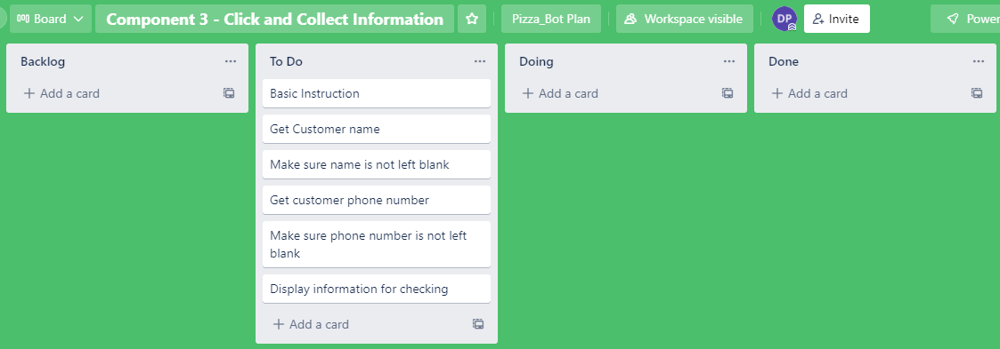 Board
Component 3 - Click and Collect Information
Pizza_Bot Plan
Workspace visible
DP
Invite
Power
Backlog
Add a card
To Do
Basic Instruction
Get Customer name
Make sure name is not left blank
Get customer phone number
Make sure phone number is not left
blank
Display information for checking
Add a card
Doing
Add a card
Done
Add a card